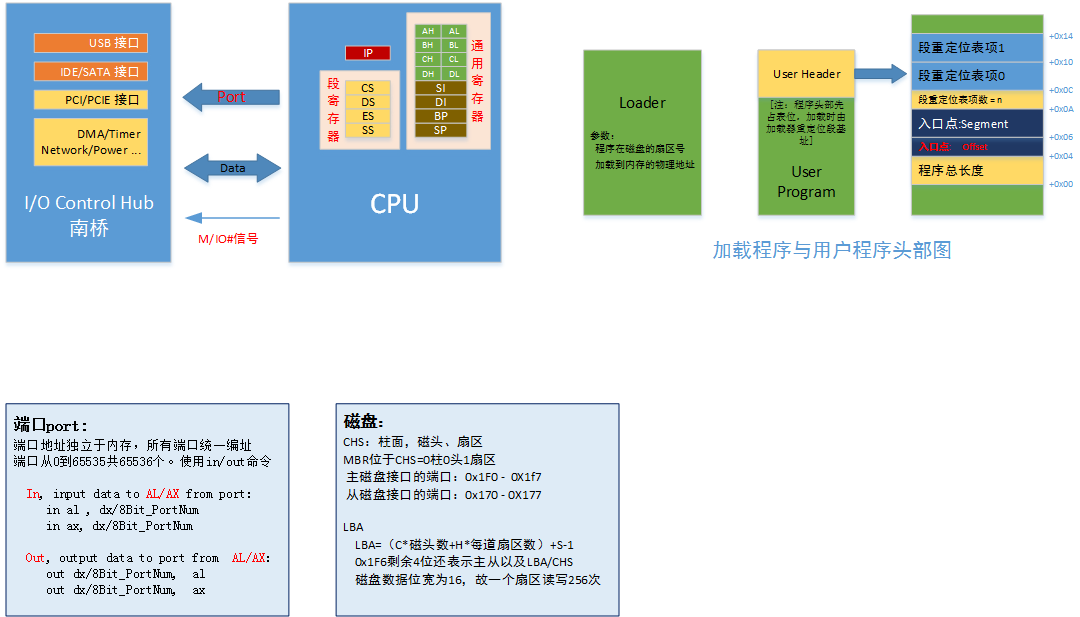 USB 接口
IDE/SATA 接口
PCI/PCIE 接口
DMA/Timer
Network/Power ...
I/O Control Hub
南桥
Port
Data
M/IO#信号
IP
段寄存器
CS
DS
ES
SS
AH AL
BH BL
CH CL
DH DL
SI
DI
BP
SP
通用寄存器
CPU
Loader
参数：
程序在磁盘的扇区号
加载到内存的物理地址
User Header
[注：程序头部先
占表位，加载时由
加载器重定位段基
址]
User
Program
段重定位表项1
段重定位表项0
段重定位表项数 = n
入口点:Segment
入口点: Offset
程序总长度
+0x14
+0x10
+0x0C
+0x0A
+0x06
+0x04
+0x00
加载程序与用户程序头部图
端口port:
端口地址独立于内存，所有端口统一编址
端口从0到65535共65536个。使用in/out命令
In, input data to AL/AX from port:
in al , dx/8Bit_PortNum
in ax, dx/8Bit_PortNum
Out, output data to port from AL/AX:
out dx/8Bit_PortNum, al
out dx/8Bit_PortNum, ax
磁盘：
CHS：柱面，磁头、扇区
MBR位于CHS=0柱0头1扇区
主磁盘接口的端口：0x1F0 - 0X1f7
从磁盘接口的端口：0x170 - 0X177
LBA
LBA=（C*磁头数+H*每道扇区数）+S-1
0x1F6剩余4位还表示主从以及LBA/CHS
磁盘数据位宽为16，故一个扇区读写256次